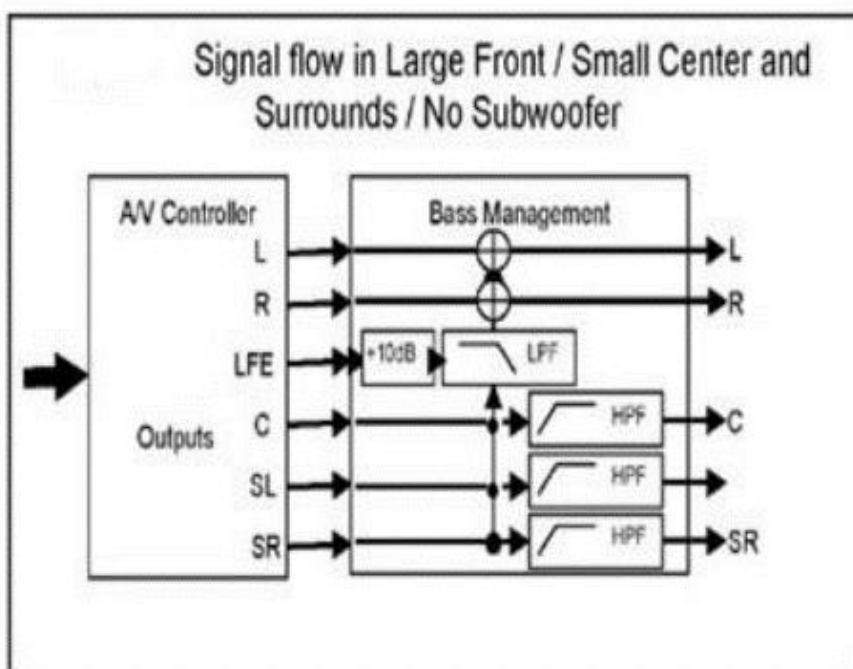 Signal flow in Large Front / Small Center and
Surrounds / No Subwoofer
A/V Controller
Bass Management
L
L
R
R
LFE
+10dB
LPF
C
HPF
C
Outputs
SL
HPF
SR
HPF
SR